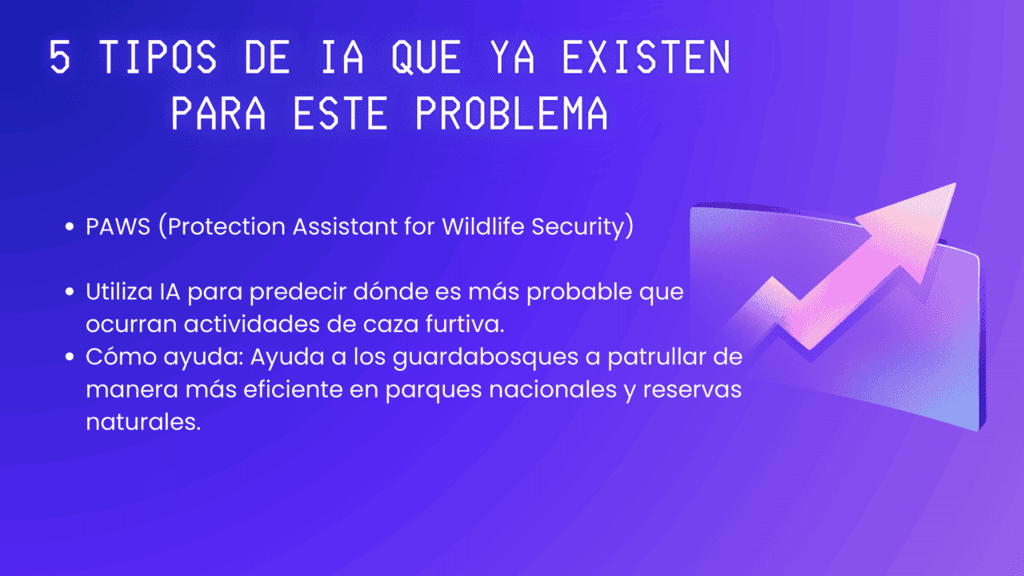 5 TIPOS DE IA QUE YA EXISTEN
PARA ESTE PROBLEMA
• PAWS (Protection Assistant for Wildlife Security)
• Utiliza IA para predecir dónde es más probable que
ocurran actividades de caza furtiva.
• Cómo ayuda: Ayuda a los guardabosques a patrullar de
manera más eficiente en parques nacionales y reservas
naturales.